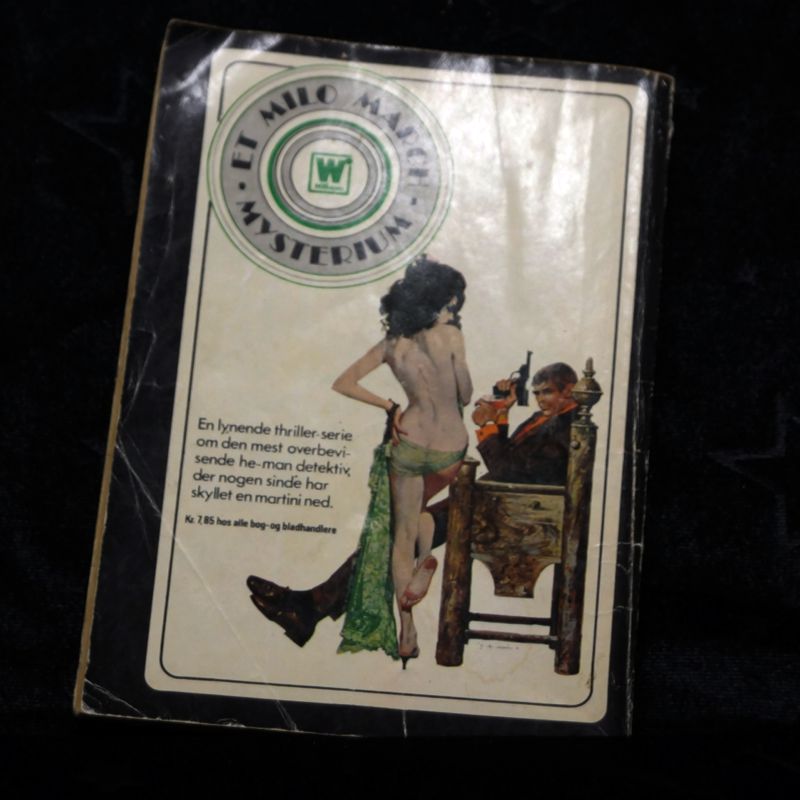 ET MILO MARCH
MYSTERIUM
W
En lynende thriller-serie
om den mest overbevi-
sende he-man detektiv,
der nogen sinde har
skyllet en martini ned.
Kr. 7,85 hos alle bog- og bladhandlere